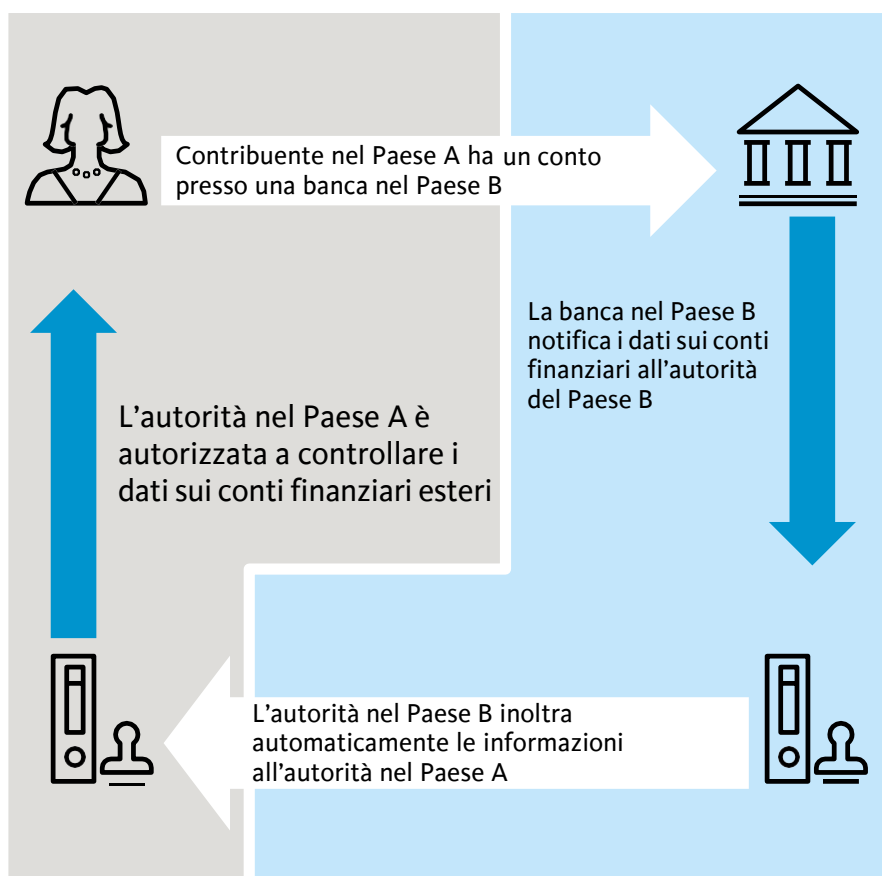 Contribuente nel Paese A ha un conto
presso una banca nel Paese B
La banca nel Paese B
notifica i dati sui conti
finanziari all’autorità
del Paese B
L’autorità nel Paese A è
autorizzata a controllare i
dati sui conti finanziari esteri
L’autorità nel Paese B inoltra
automaticamente le informazioni
all’autorità nel Paese A